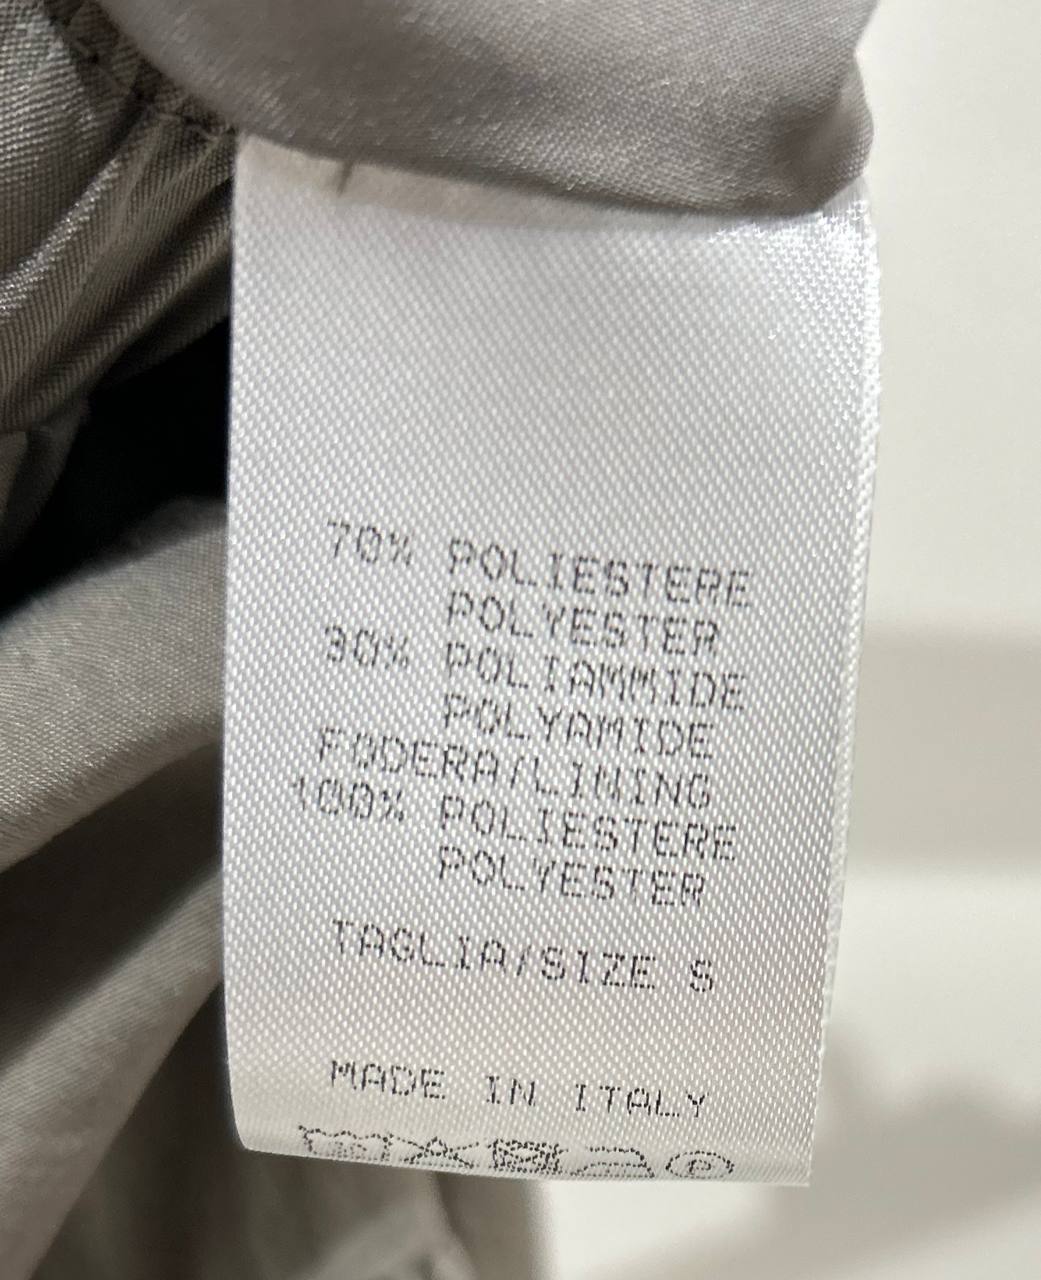 70% POLIESTERE
POLYESTER
30% POLIAMMIDE
POLYAMIDE
FODERA/LINING
100% POLIESTERE
POLYESTER
TAGLIA/SIZE S
MADE IN ITALY
P